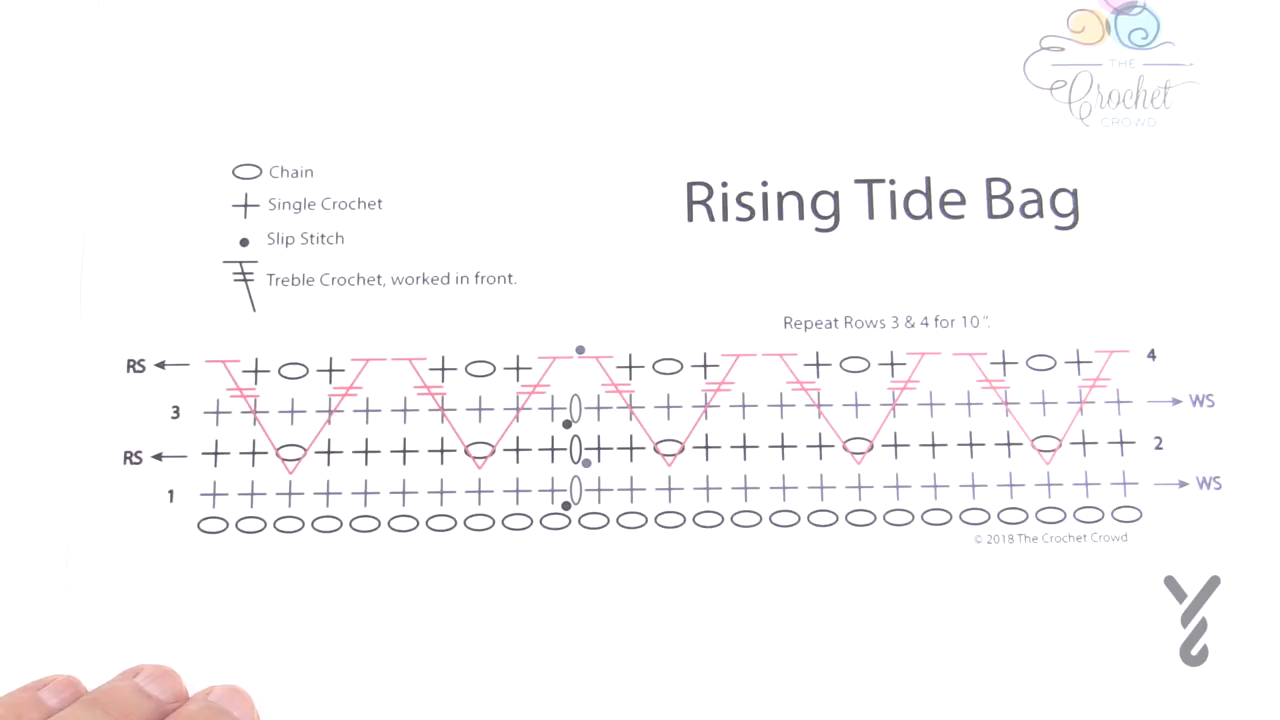 THE
Crochet
CROWD
Chain
Single Crochet
Slip Stitch
Treble Crochet, worked in front.
Rising Tide Bag
Repeat Rows 3 & 4 for 10".
RS 4
3 WS
RS 2
1 WS
© 2018 The Crochet Crowd